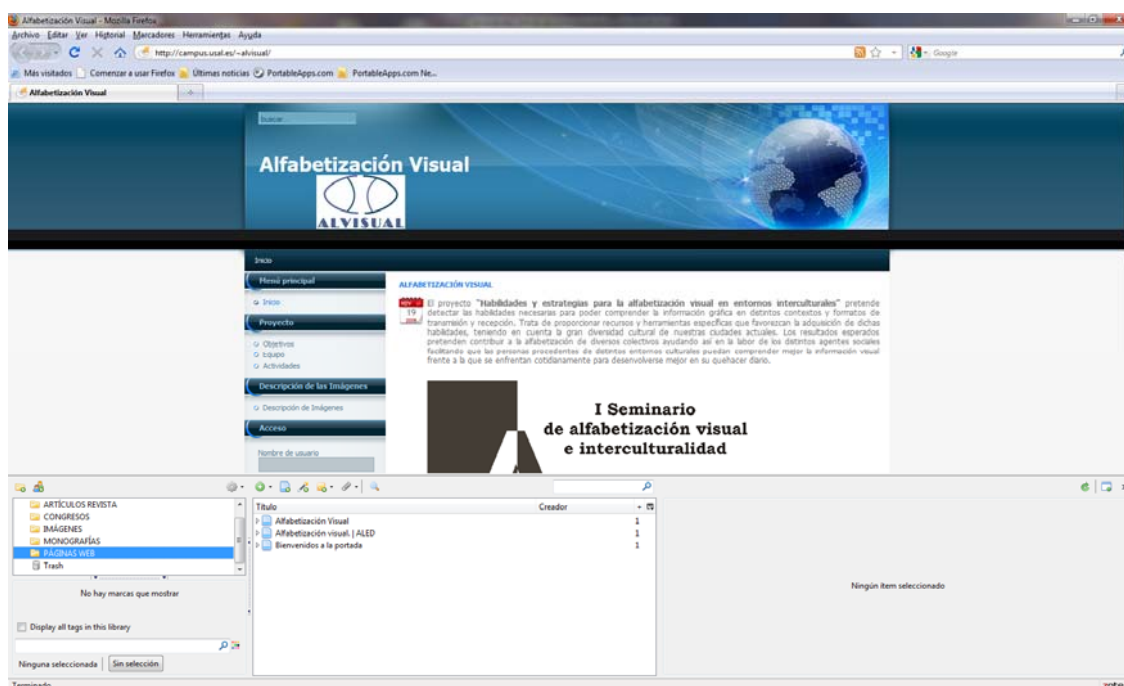 Alfabetización Visual - Mozilla Firefox
Archivo Editar Ver Historial Marcadores Herramientas Ayuda
http://campus.usal.es/~alvisual/
Google
Más visitados Comenzar a usar Firefox Últimas noticias PortableApps.com PortableApps.com Ne...
Alfabetización Visual
buscar...
Alfabetización Visual
ALVISUAL
Inicio
Menú principal
Inicio
Proyecto
Objetivos
Equipo
Actividades
Descripción de las Imágenes
Descripción de Imágenes
Acceso
Nombre de usuario
ALFABETIZACIÓN VISUAL
19
El proyecto "Habilidades y estrategias para la alfabetización visual en entornos interculturales" pretende
detectar las habilidades necesarias para poder comprender la información gráfica en distintos contextos y formatos de
transmisión y recepción. Trata de proporcionar recursos y herramientas específicas que favorezcan la adquisición de dichas
habilidades, teniendo en cuenta la gran diversidad cultural de nuestras ciudades actuales. Los resultados esperados
pretenden contribuir a la alfabetización de diversos colectivos ayudando así en la labor de los distintos agentes sociales
facilitando que las personas procedentes de distintos entornos culturales puedan comprender mejor la información visual
frente a la que se enfrentan cotidianamente para desenvolverse mejor en su quehacer diario.
I Seminario
de alfabetización visual
e interculturalidad
ARTÍCULOS REVISTA
CONGRESOS
IMÁGENES
MONOGRAFÍAS
PÁGINAS WEB
Trash
No hay marcas que mostrar
Display all tags in this library
Ninguna seleccionada Sin selección
Título Creador
Alfabetización Visual 1
Alfabetización visual. | ALED 1
Bienvenidos a la portada 1
Ningún ítem seleccionado
Terminado